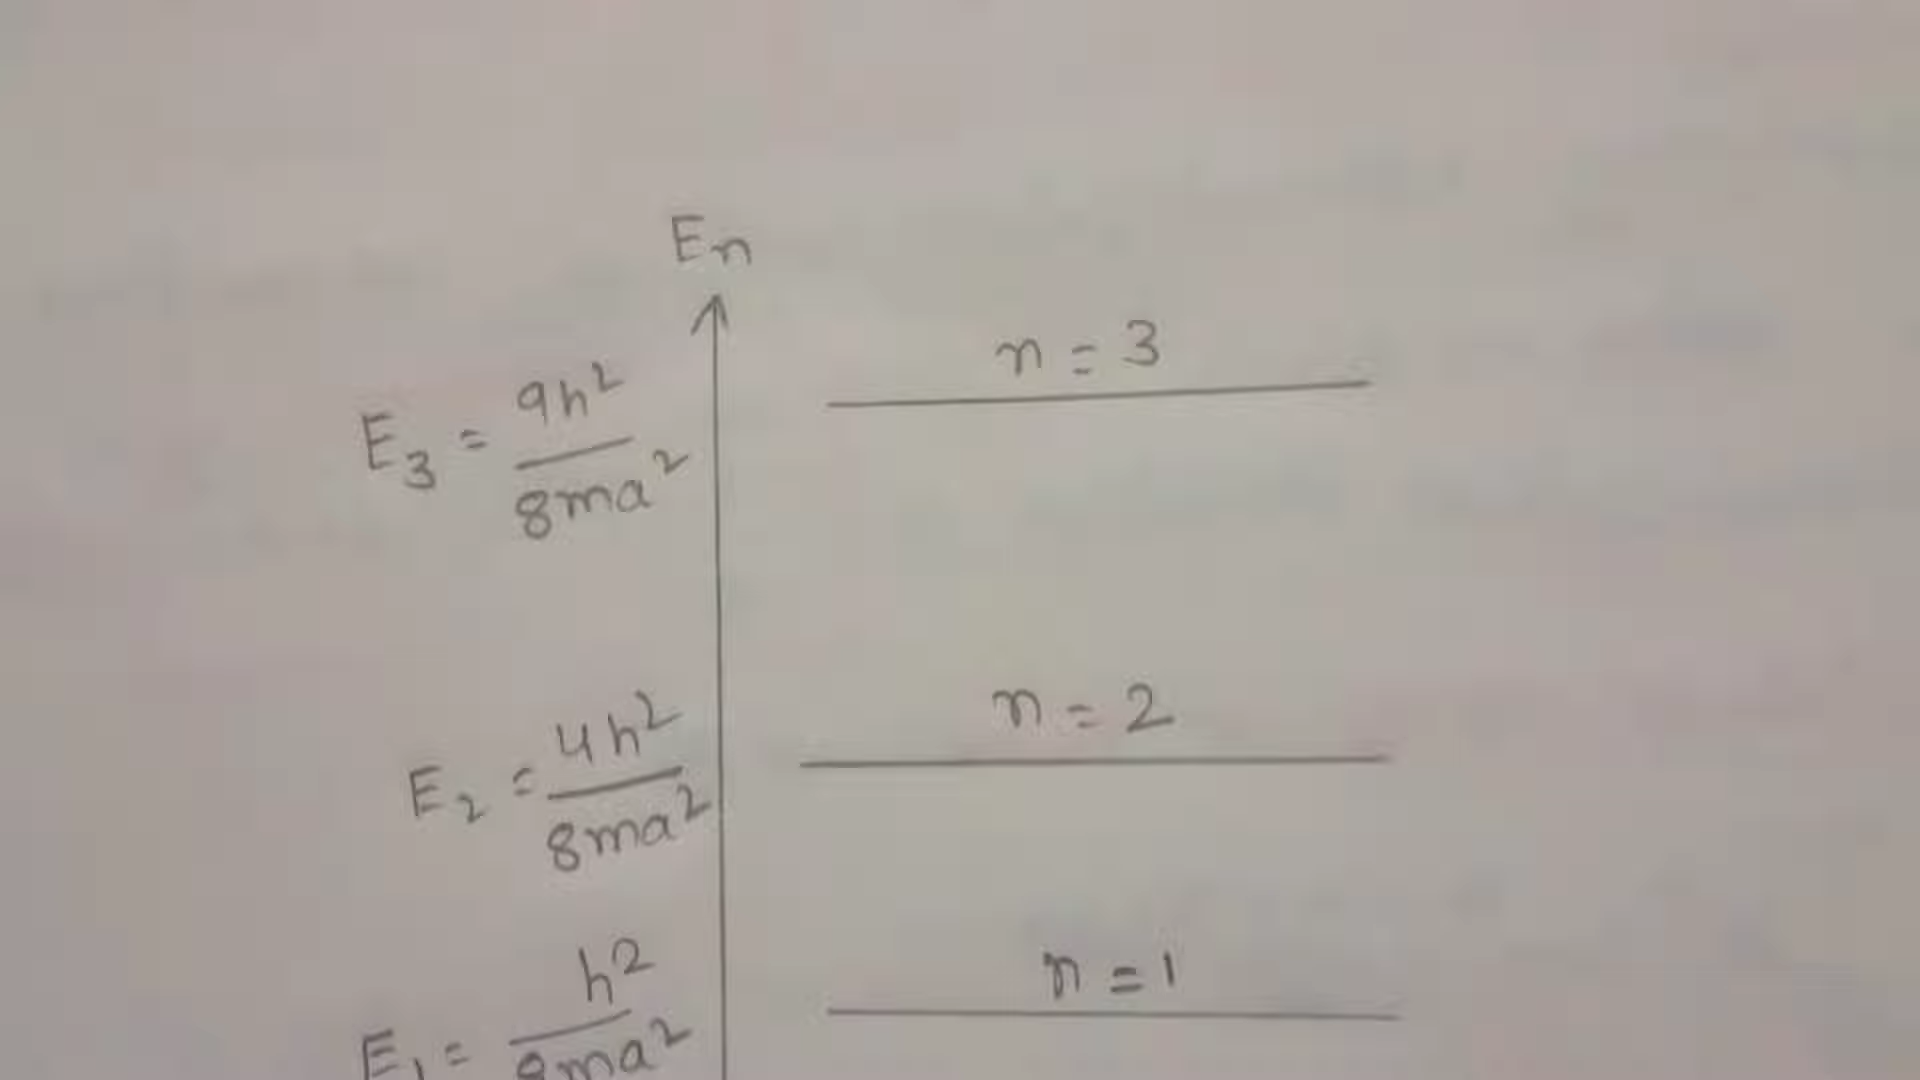 En
n = 3
E₃ = 9h²/8ma²
n = 2
E₂ = 4h²/8ma²
n = 1
E₁ = h²/8ma²